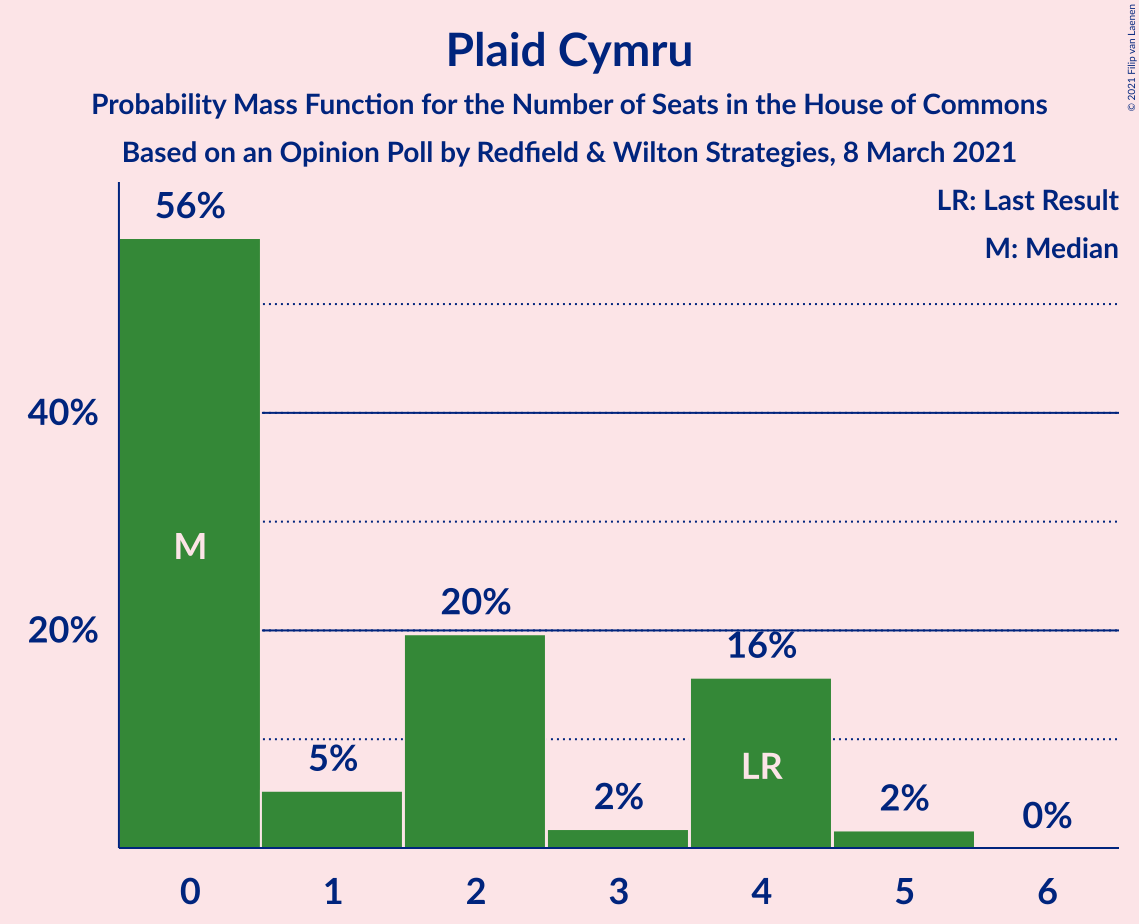 Plaid Cymru
Probability Mass Function for the Number of Seats in the House of Commons
Based on an Opinion Poll by Redfield & Wilton Strategies, 8 March 2021
© 2021 Filip van Laenen
LR: Last Result
M: Median
56%
40%
M
20%
20%
16%
5%
LR
2%
2%
0%
0 1 2 3 4 5 6